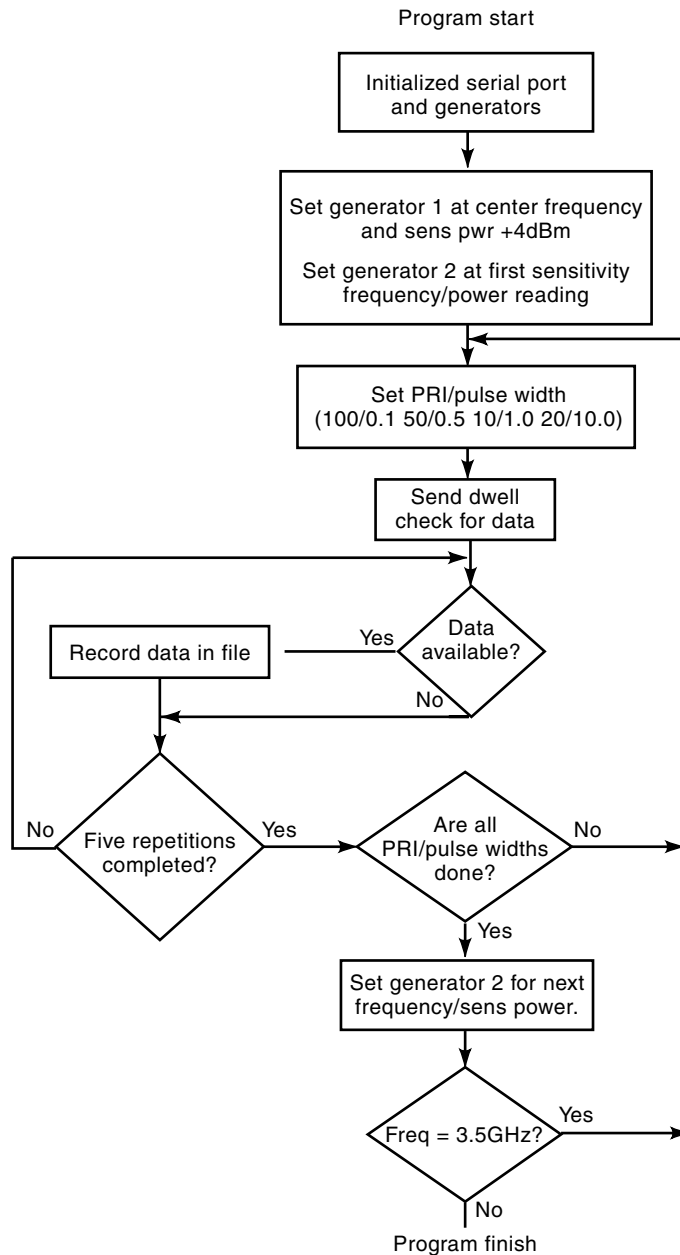 Program start
Initialized serial port
and generators
Set generator 1 at center frequency
and sens pwr +4dBm
Set generator 2 at first sensitivity
frequency/power reading
Set PRI/pulse width
(100/0.1 50/0.5 10/1.0 20/10.0)
Send dwell
check for data
Data
available?
Yes
Record data in file
No
Five repetitions
completed?
No
Yes
Are all
PRI/pulse widths
done?
No
Yes
Set generator 2 for next
frequency/sens power.
Freq = 3.5GHz?
Yes
No
Program finish